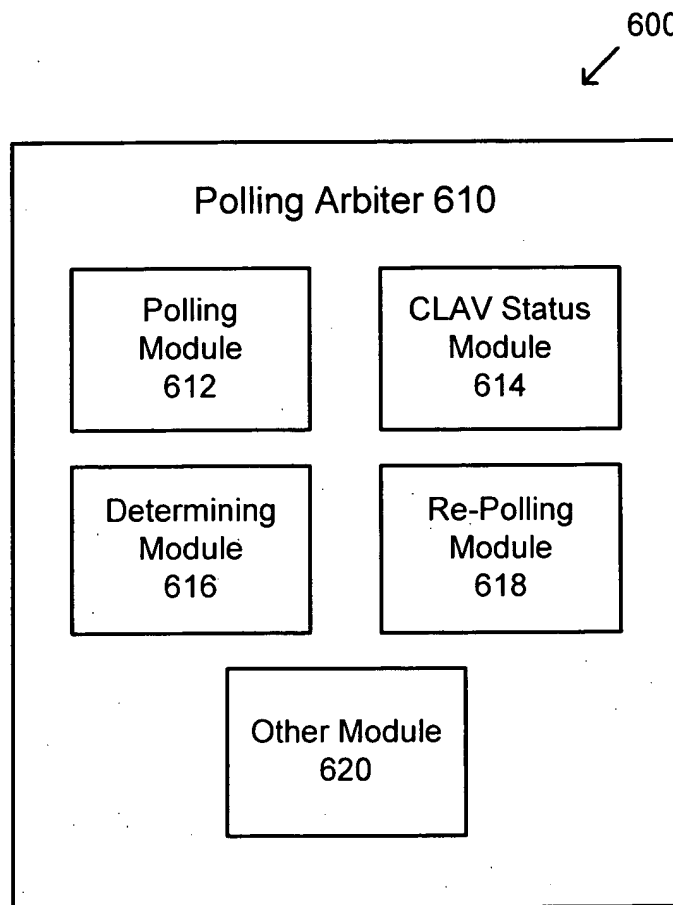 600
Polling Arbiter 610
Polling
Module
612
CLAV Status
Module
614
Determining
Module
616
Re-Polling
Module
618
Other Module
620